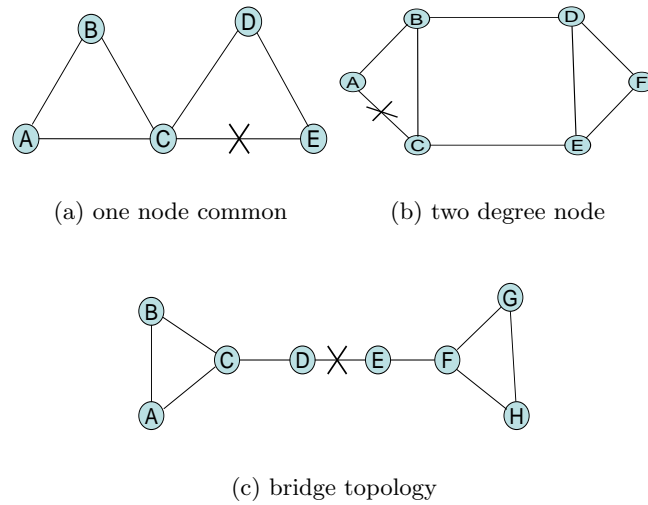 B
D
A
C
E
(a) one node common
B
D
A
F
C
E
(b) two degree node
B
G
C
D
E
F
A
H
(c) bridge topology